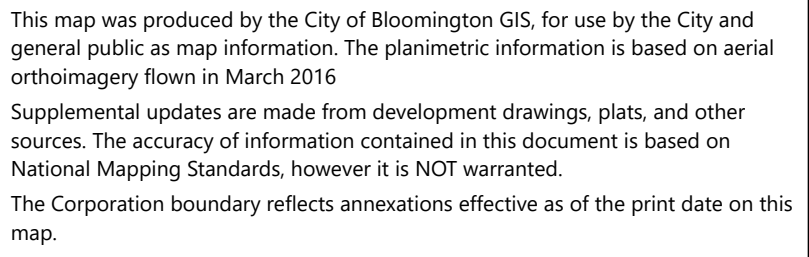 This map was produced by the City of Bloomington GIS, for use by the City and
general public as map information. The planimetric information is based on aerial
orthoimagery flown in March 2016
Supplemental updates are made from development drawings, plats, and other
sources. The accuracy of information contained in this document is based on
National Mapping Standards, however it is NOT warranted.
The Corporation boundary reflects annexations effective as of the print date on this
map.